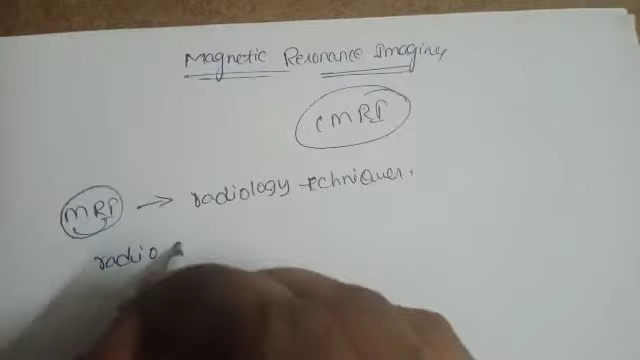 Magnetic Resonance Imaging
(MRI
MRI → radiology techniques.
radio